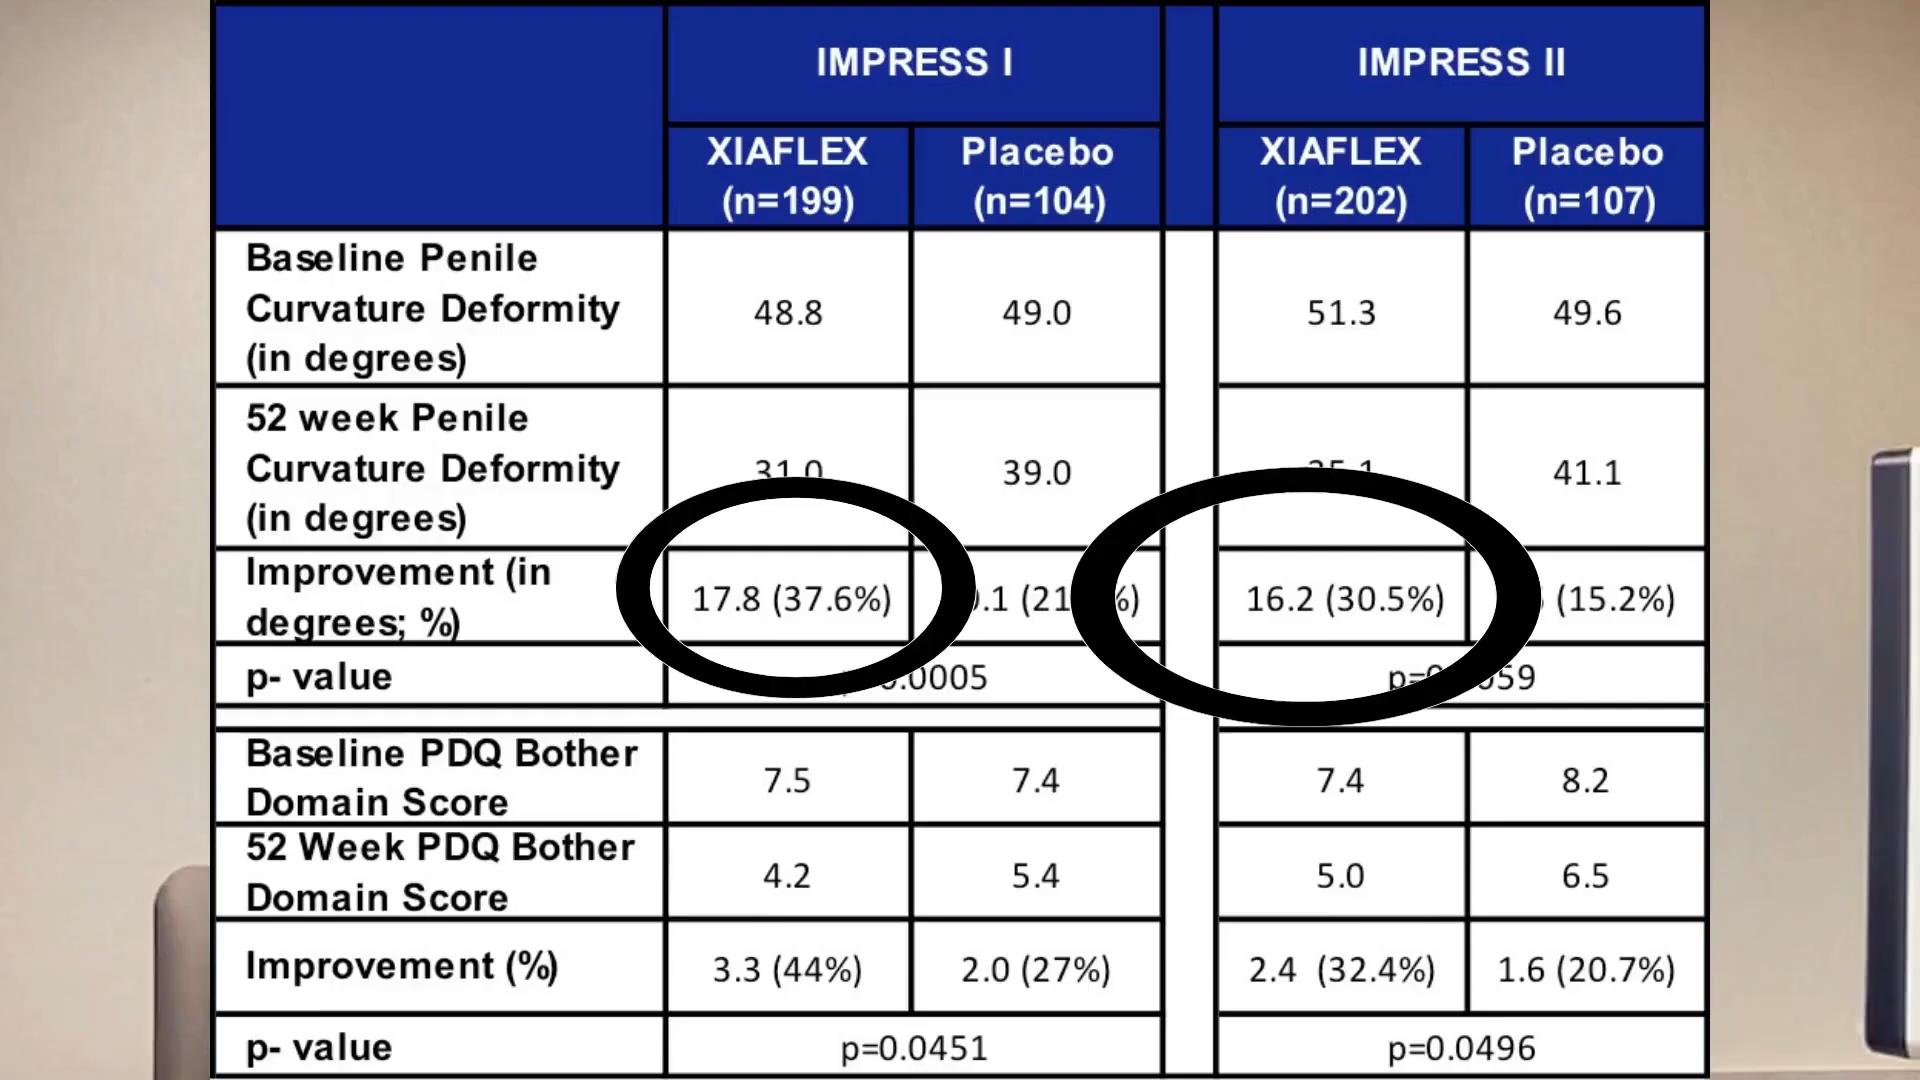 IMPRESS I IMPRESS II
XIAFLEX Placebo XIAFLEX Placebo
(n=199) (n=104) (n=202) (n=107)
Baseline Penile
Curvature Deformity 48.8 49.0 51.3 49.6
(in degrees)
52 week Penile
Curvature Deformity 31.0 39.0 35.1 41.1
(in degrees)
Improvement (in
17.8 (37.6%) 16.2 (30.5%) (15.2%)
degrees; %)
p- value
Baseline PDQ Bother
7.5 7.4 7.4 8.2
Domain Score
52 Week PDQ Bother
4.2 5.4 5.0 6.5
Domain Score
Improvement (%) 3.3 (44%) 2.0 (27%) 2.4 (32.4%) 1.6 (20.7%)
p- value p=0.0451 p=0.0496